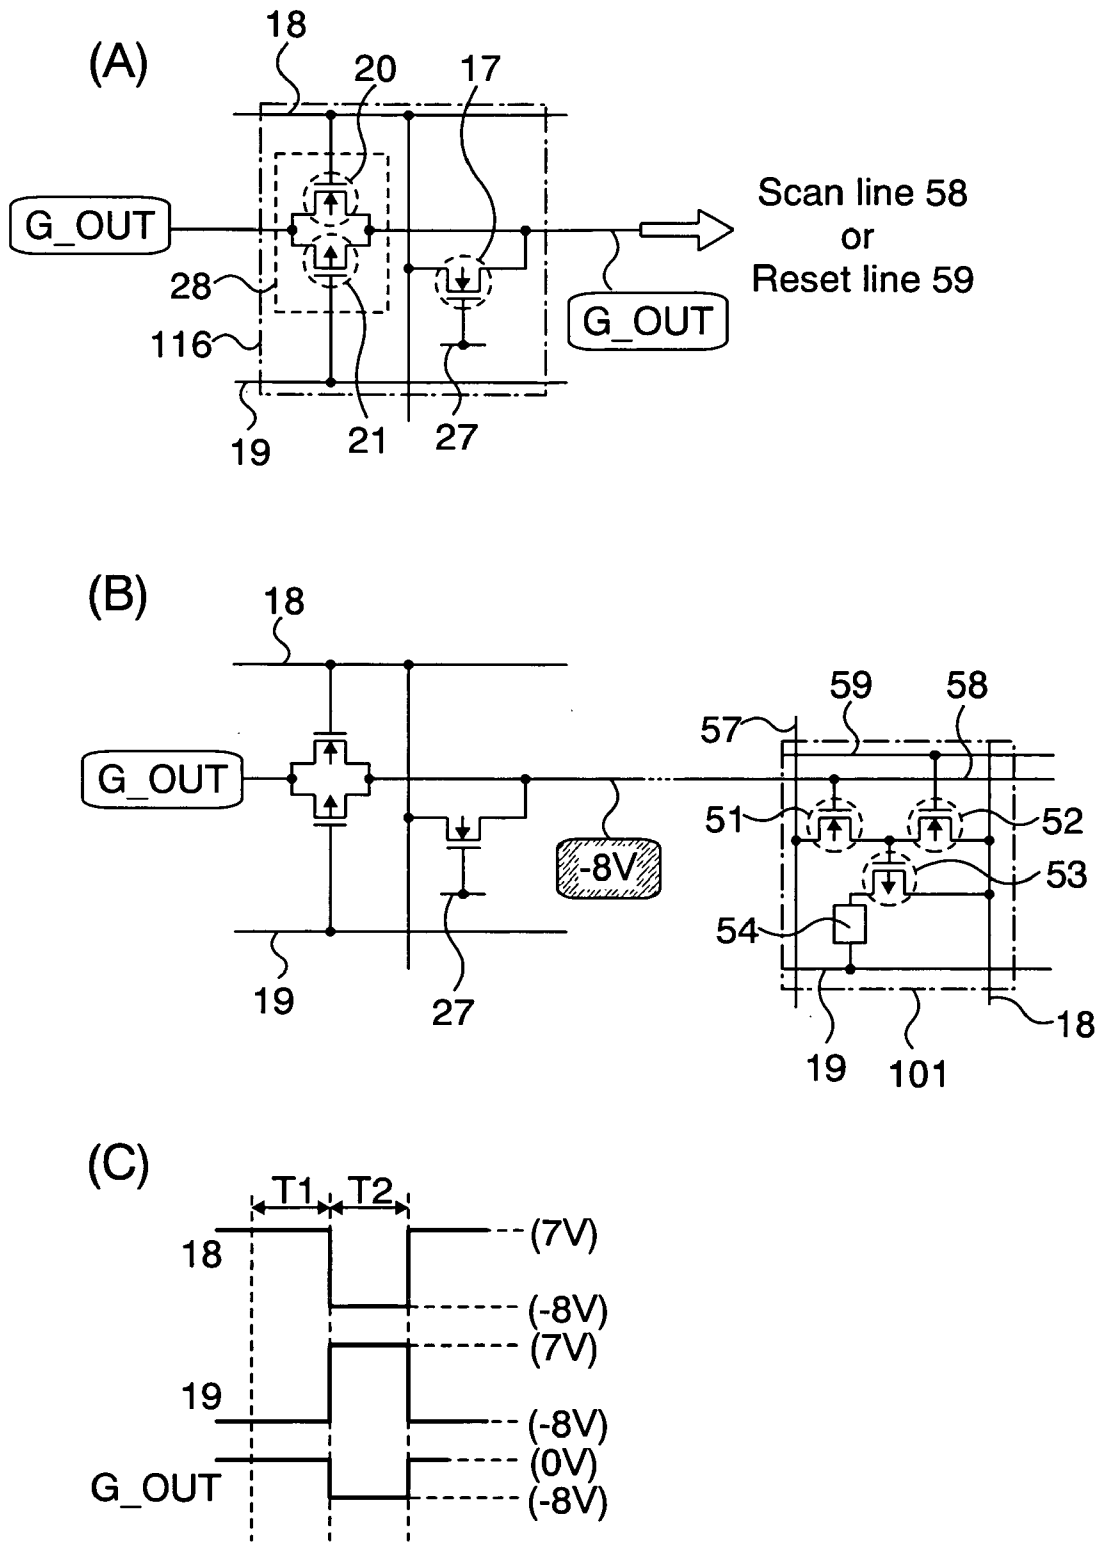 (A)
18
20
17
G_OUT
Scan line 58
or
Reset line 59
28
G_OUT
116
21
27
19
(B)
18
59
58
57
G_OUT
51
52
-8V
53
54
19
27
18
19
101
(C)
T1
T2
18
(7V)
(-8V)
(7V)
19
(-8V)
(0V)
G_OUT
(-8V)